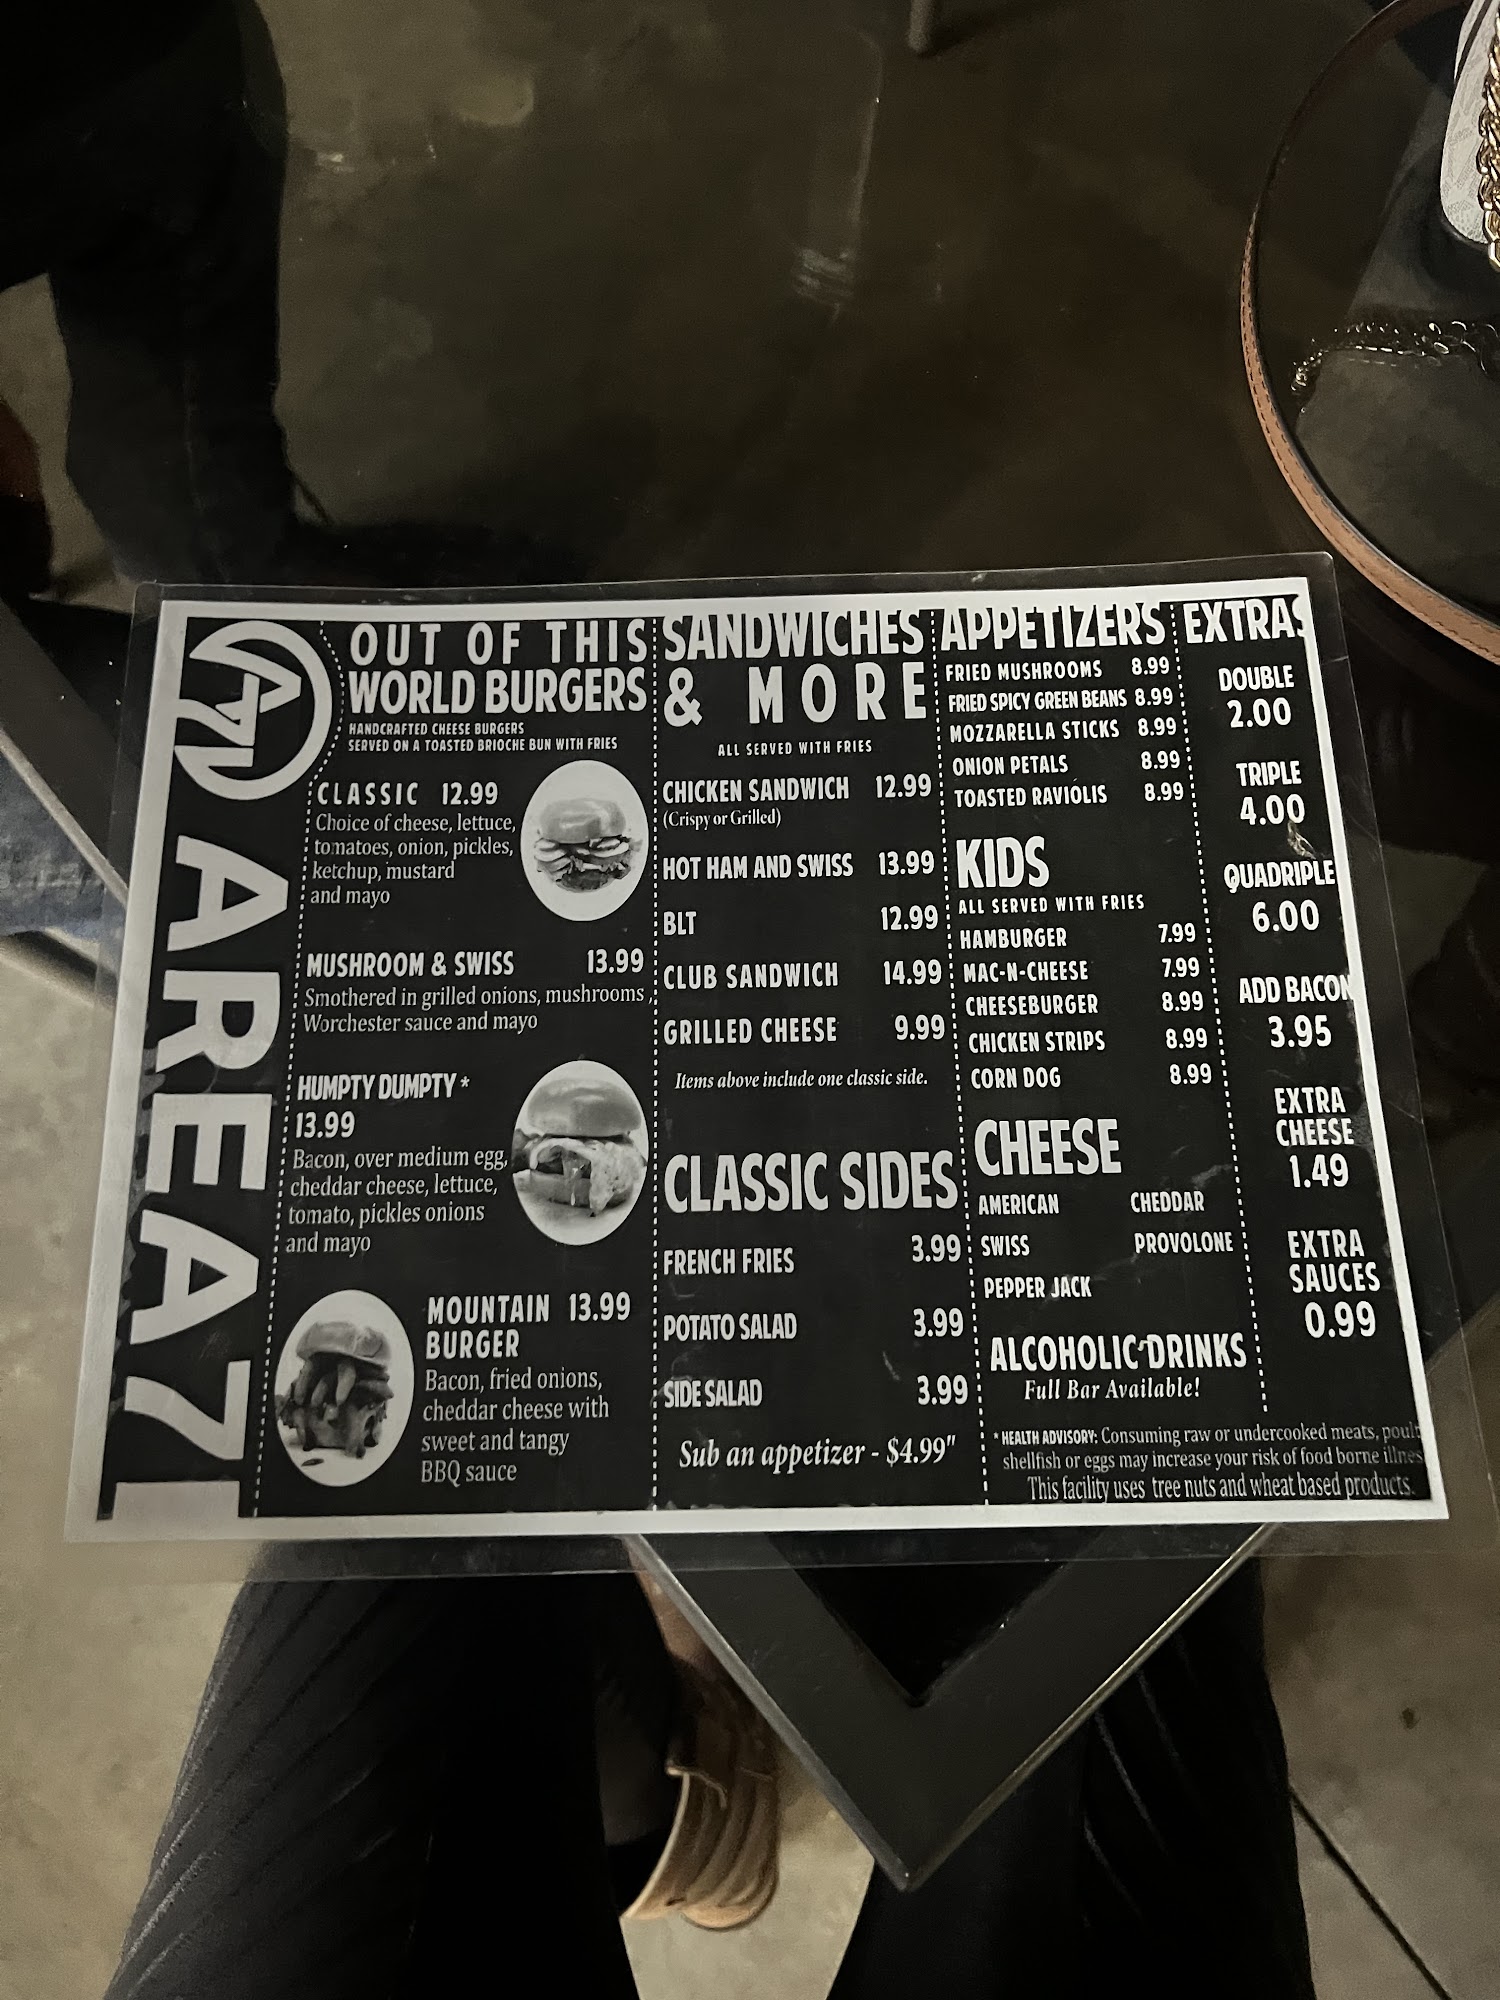 AREA 71
OUT OF THIS
WORLD BURGERS
HANDCRAFTED CHEESE BURGERS
SERVED ON A TOASTED BRIOCHE BUN WITH FRIES
CLASSIC 12.99
Choice of cheese, lettuce,
tomatoes, onion, pickles,
ketchup, mustard
and mayo
MUSHROOM & SWISS 13.99
Smothered in grilled onions, mushrooms,
Worchester sauce and mayo
HUMPTY DUMPTY *
13.99
Bacon, over medium egg,
cheddar cheese, lettuce,
tomato, pickles onions
and mayo
MOUNTAIN 13.99
BURGER
Bacon, fried onions,
cheddar cheese with
sweet and tangy
BBQ sauce
SANDWICHES
& MORE
ALL SERVED WITH FRIES
CHICKEN SANDWICH 12.99
(Crispy or Grilled)
HOT HAM AND SWISS 13.99
BLT 12.99
CLUB SANDWICH 14.99
GRILLED CHEESE 9.99
Items above include one classic side.
CLASSIC SIDES
FRENCH FRIES 3.99
POTATO SALAD 3.99
SIDE SALAD 3.99
Sub an appetizer - $4.99"
APPETIZERS
FRIED MUSHROOMS 8.99
FRIED SPICY GREEN BEANS 8.99
MOZZARELLA STICKS 8.99
ONION PETALS 8.99
TOASTED RAVIOLIS 8.99
KIDS
ALL SERVED WITH FRIES
HAMBURGER 7.99
MAC-N-CHEESE 7.99
CHEESEBURGER 8.99
CHICKEN STRIPS 8.99
CORN DOG 8.99
CHEESE
AMERICAN CHEDDAR
SWISS PROVOLONE
PEPPER JACK
ALCOHOLIC DRINKS
Full Bar Available!
EXTRAS
DOUBLE
2.00
TRIPLE
4.00
QUADRIPLE
6.00
ADD BACON
3.95
EXTRA
CHEESE
1.49
EXTRA
SAUCES
0.99
* HEALTH ADVISORY: Consuming raw or undercooked meats, poult
shellfish or eggs may increase your risk of food borne illnes
This facility uses tree nuts and wheat based products.